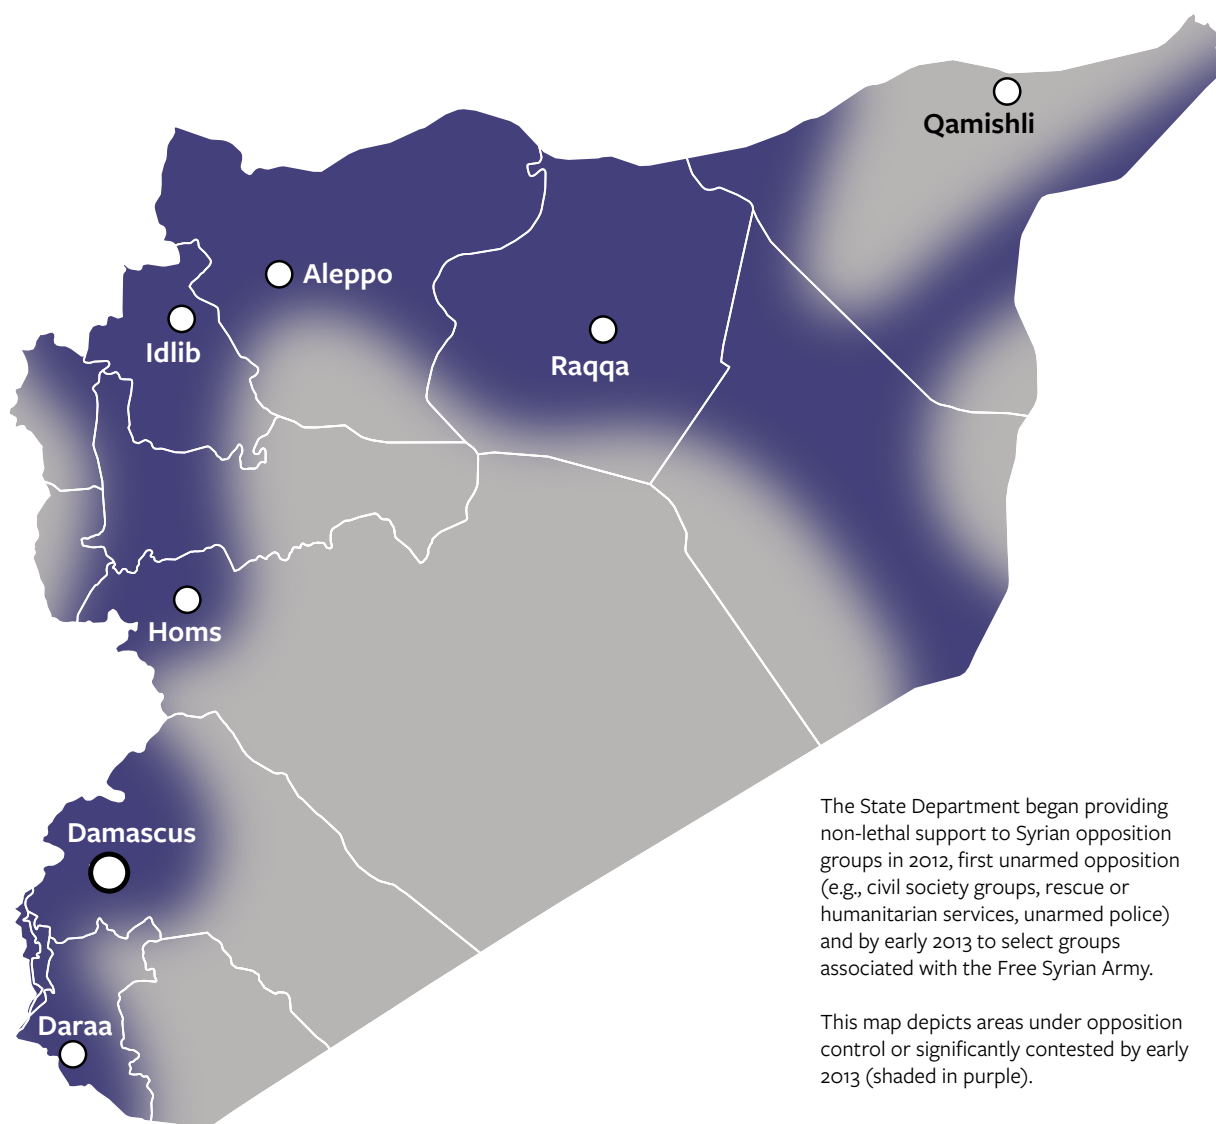 Qamishli
Aleppo
Idlib
Raqqa
Homs
Damascus
Daraa
The State Department began providing
non-lethal support to Syrian opposition
groups in 2012, first unarmed opposition
(e.g., civil society groups, rescue or
humanitarian services, unarmed police)
and by early 2013 to select groups
associated with the Free Syrian Army.
This map depicts areas under opposition
control or significantly contested by early
2013 (shaded in purple).